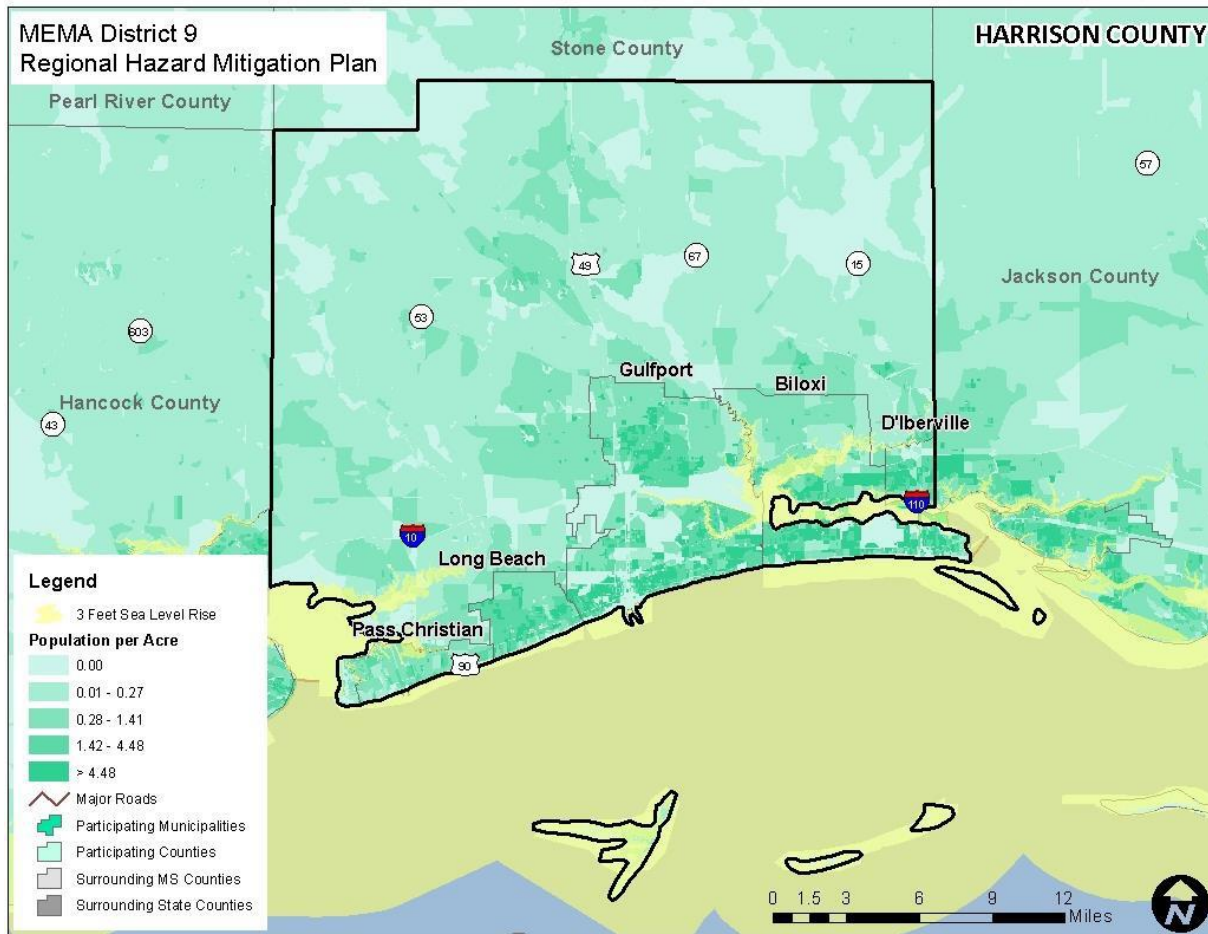 MEMA District 9
Regional Hazard Mitigation Plan
HARRISON COUNTY
Stone County
Pearl River County
57
49
67
15
Jackson County
53
603
Gulfport
Biloxi
Hancock County
43
D'Iberville
110
10
Long Beach
Pass Christian
90
Legend
3 Feet Sea Level Rise
Population per Acre
0.00
0.01 - 0.27
0.28 - 1.41
1.42 - 4.48
> 4.48
Major Roads
Participating Municipalities
Participating Counties
Surrounding MS Counties
Surrounding State Counties
0 1.5 3 6 9 12
Miles
N